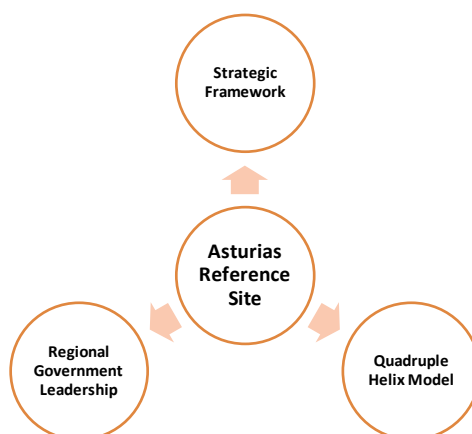 Strategic
Framework
Asturias
Reference
Site
Regional
Government
Leadership
Quadruple
Helix Model